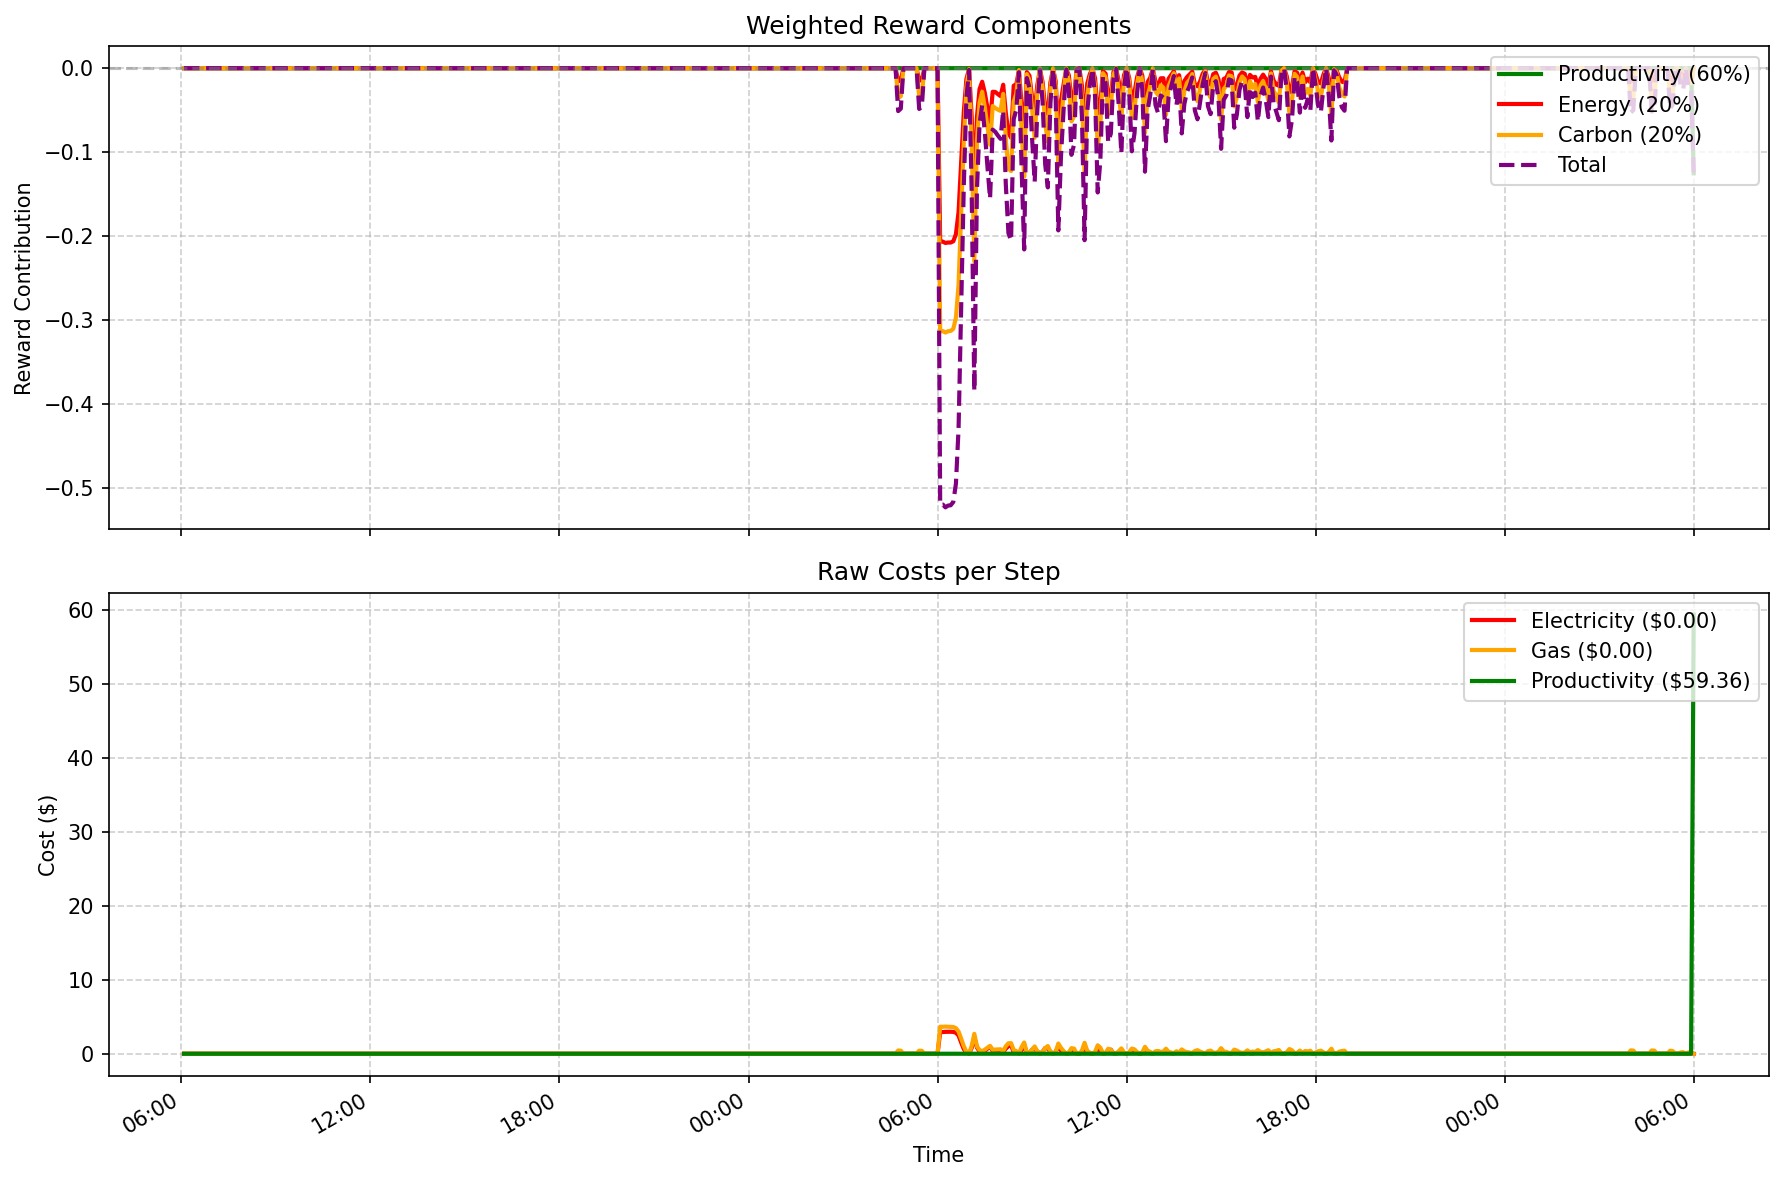 Weighted Reward Components
Reward Contribution
0.0
−0.1
−0.2
−0.3
−0.4
−0.5
Productivity (60%)
Energy (20%)
Carbon (20%)
Total
Raw Costs per Step
Cost ($)
60
50
40
30
20
10
0
Electricity ($0.00)
Gas ($0.00)
Productivity ($59.36)
06:00
12:00
18:00
00:00
06:00
12:00
18:00
00:00
06:00
Time